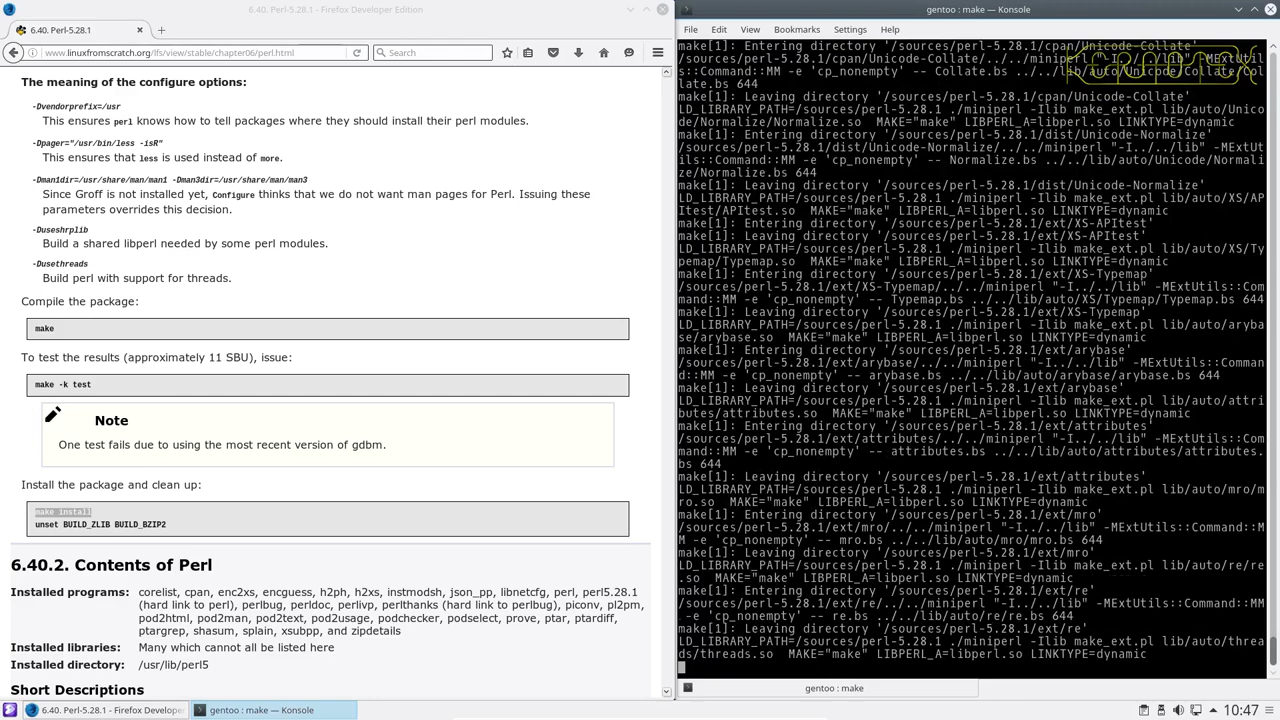 6.40. Perl-5.28.1 - Firefox Developer Edition
6.40. Perl-5.28.1
www.linuxfromscratch.org/lfs/view/stable/chapter06/perl.html
Search
The meaning of the configure options:
-Dvendorprefix=/usr
This ensures perl knows how to tell packages where they should install their perl modules.
-Dpager="/usr/bin/less -isR"
This ensures that less is used instead of more.
-Dman1dir=/usr/share/man/man1 -Dman3dir=/usr/share/man/man3
Since Groff is not installed yet, Configure thinks that we do not want man pages for Perl. Issuing these
parameters overrides this decision.
-Duseshrplib
Build a shared libperl needed by some perl modules.
-Dusethreads
Build perl with support for threads.
Compile the package:
make
To test the results (approximately 11 SBU), issue:
make -k test
Note
One test fails due to using the most recent version of gdbm.
Install the package and clean up:
make install
unset BUILD_ZLIB BUILD_BZIP2
6.40.2. Contents of Perl
Installed programs: corelist, cpan, enc2xs, encguess, h2ph, h2xs, instmodsh, json_pp, libnetcfg, perl, perl5.28.1
(hard link to perl), perlbug, perldoc, perlivp, perlthanks (hard link to perlbug), piconv, pl2pm,
pod2html, pod2man, pod2text, pod2usage, podchecker, podselect, prove, ptar, ptardiff,
ptargrep, shasum, splain, xsubpp, and zipdetails
Installed libraries: Many which cannot all be listed here
Installed directory: /usr/lib/perl5
Short Descriptions
gentoo : make — Konsole
File Edit View Bookmarks Settings Help
make[1]: Entering directory '/sources/perl-5.28.1/cpan/Unicode-Collate'
/sources/perl-5.28.1/cpan/Unicode-Collate/../../miniperl "-I../../lib" -MExtUtil
s::Command::MM -e 'cp_nonempty' -- Collate.bs ../../lib/auto/Unicode/Collate/Col
late.bs 644
make[1]: Leaving directory '/sources/perl-5.28.1/cpan/Unicode-Collate'
LD_LIBRARY_PATH=/sources/perl-5.28.1 ./miniperl -Ilib make_ext.pl lib/auto/Unico
de/Normalize/Normalize.so  MAKE="make" LIBPERL_A=libperl.so LINKTYPE=dynamic
make[1]: Entering directory '/sources/perl-5.28.1/dist/Unicode-Normalize'
/sources/perl-5.28.1/dist/Unicode-Normalize/../../miniperl "-I../../lib" -MExtUt
ils::Command::MM -e 'cp_nonempty' -- Normalize.bs ../../lib/auto/Unicode/Normali
ze/Normalize.bs 644
make[1]: Leaving directory '/sources/perl-5.28.1/dist/Unicode-Normalize'
LD_LIBRARY_PATH=/sources/perl-5.28.1 ./miniperl -Ilib make_ext.pl lib/auto/XS/AP
Itest/APItest.so  MAKE="make" LIBPERL_A=libperl.so LINKTYPE=dynamic
make[1]: Entering directory '/sources/perl-5.28.1/ext/XS-APItest'
make[1]: Leaving directory '/sources/perl-5.28.1/ext/XS-APItest'
LD_LIBRARY_PATH=/sources/perl-5.28.1 ./miniperl -Ilib make_ext.pl lib/auto/XS/Ty
pemap/Typemap.so  MAKE="make" LIBPERL_A=libperl.so LINKTYPE=dynamic
make[1]: Entering directory '/sources/perl-5.28.1/ext/XS-Typemap'
/sources/perl-5.28.1/ext/XS-Typemap/../../miniperl "-I../../lib" -MExtUtils::Com
mand::MM -e 'cp_nonempty' -- Typemap.bs ../../lib/auto/XS/Typemap/Typemap.bs 644
make[1]: Leaving directory '/sources/perl-5.28.1/ext/XS-Typemap'
LD_LIBRARY_PATH=/sources/perl-5.28.1 ./miniperl -Ilib make_ext.pl lib/auto/aryba
se/arybase.so  MAKE="make" LIBPERL_A=libperl.so LINKTYPE=dynamic
make[1]: Entering directory '/sources/perl-5.28.1/ext/arybase'
/sources/perl-5.28.1/ext/arybase/../../miniperl "-I../../lib" -MExtUtils::Comman
d::MM -e 'cp_nonempty' -- arybase.bs ../../lib/auto/arybase/arybase.bs 644
make[1]: Leaving directory '/sources/perl-5.28.1/ext/arybase'
LD_LIBRARY_PATH=/sources/perl-5.28.1 ./miniperl -Ilib make_ext.pl lib/auto/attri
butes/attributes.so  MAKE="make" LIBPERL_A=libperl.so LINKTYPE=dynamic
make[1]: Entering directory '/sources/perl-5.28.1/ext/attributes'
/sources/perl-5.28.1/ext/attributes/../../miniperl "-I../../lib" -MExtUtils::Com
mand::MM -e 'cp_nonempty' -- attributes.bs ../../lib/auto/attributes/attributes.
bs 644
make[1]: Leaving directory '/sources/perl-5.28.1/ext/attributes'
LD_LIBRARY_PATH=/sources/perl-5.28.1 ./miniperl -Ilib make_ext.pl lib/auto/mro/m
ro.so  MAKE="make" LIBPERL_A=libperl.so LINKTYPE=dynamic
make[1]: Entering directory '/sources/perl-5.28.1/ext/mro'
/sources/perl-5.28.1/ext/mro/../../miniperl "-I../../lib" -MExtUtils::Command::M
M -e 'cp_nonempty' -- mro.bs ../../lib/auto/mro/mro.bs 644
make[1]: Leaving directory '/sources/perl-5.28.1/ext/mro'
LD_LIBRARY_PATH=/sources/perl-5.28.1 ./miniperl -Ilib make_ext.pl lib/auto/re/re
.so  MAKE="make" LIBPERL_A=libperl.so LINKTYPE=dynamic
make[1]: Entering directory '/sources/perl-5.28.1/ext/re'
/sources/perl-5.28.1/ext/re/../../miniperl "-I../../lib" -MExtUtils::Command::MM
 -e 'cp_nonempty' -- re.bs ../../lib/auto/re/re.bs 644
make[1]: Leaving directory '/sources/perl-5.28.1/ext/re'
LD_LIBRARY_PATH=/sources/perl-5.28.1 ./miniperl -Ilib make_ext.pl lib/auto/threa
ds/threads.so  MAKE="make" LIBPERL_A=libperl.so LINKTYPE=dynamic
gentoo : make
6.40. Perl-5.28.1 - Firefox Developer
gentoo : make — Konsole
10:47